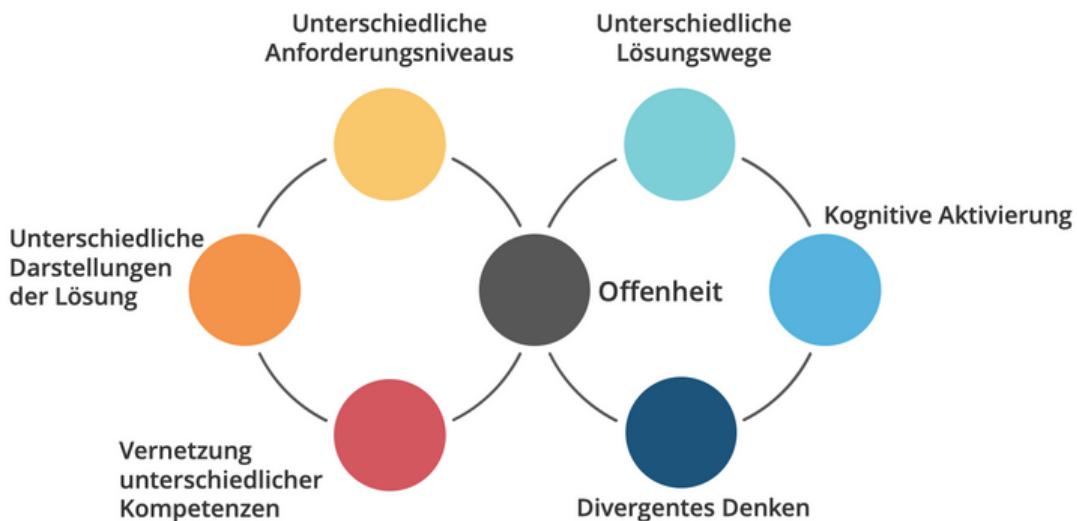 Unterschiedliche
Anforderungsniveaus
Unterschiedliche
Lösungswege
Kognitive Aktivierung
Unterschiedliche
Darstellungen
der Lösung
Offenheit
Vernetzung
unterschiedlicher
Kompetenzen
Divergentes Denken